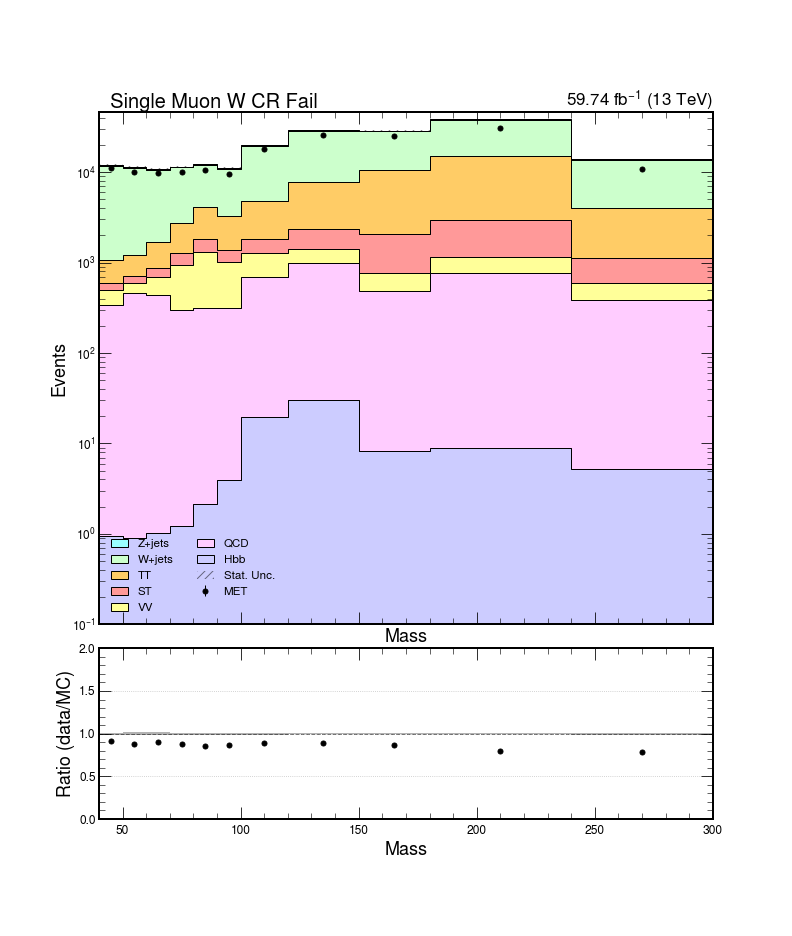 Single Muon W CR Fail
59.74 fb⁻¹ (13 TeV)
Events
10⁴
10³
10²
10¹
10⁰
10⁻¹
Z+jets
W+jets
TT
ST
VV
QCD
Hbb
Stat. Unc.
MET
Mass
Ratio (data/MC)
2.0
1.5
1.0
0.5
0.0
50 100 150 200 250 300
Mass